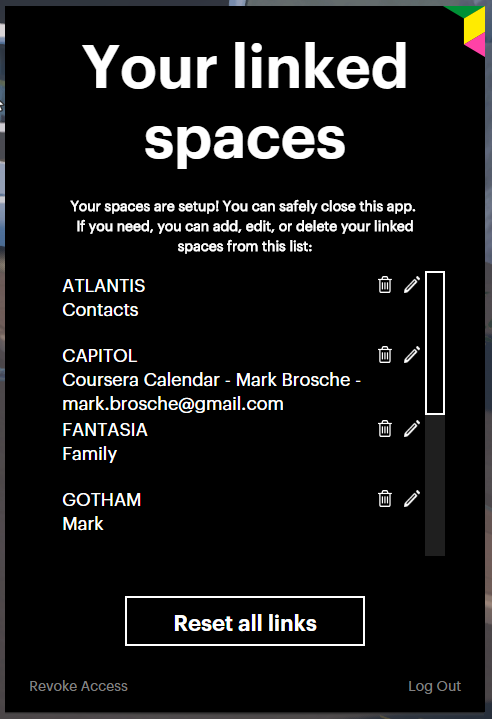 Your linked
spaces
Your spaces are setup! You can safely close this app.
If you need, you can add, edit, or delete your linked
spaces from this list:
ATLANTIS
Contacts
CAPITOL
Coursera Calendar - Mark Brosche -
mark.brosche@gmail.com
FANTASIA
Family
GOTHAM
Mark
Reset all links
Revoke Access
Log Out